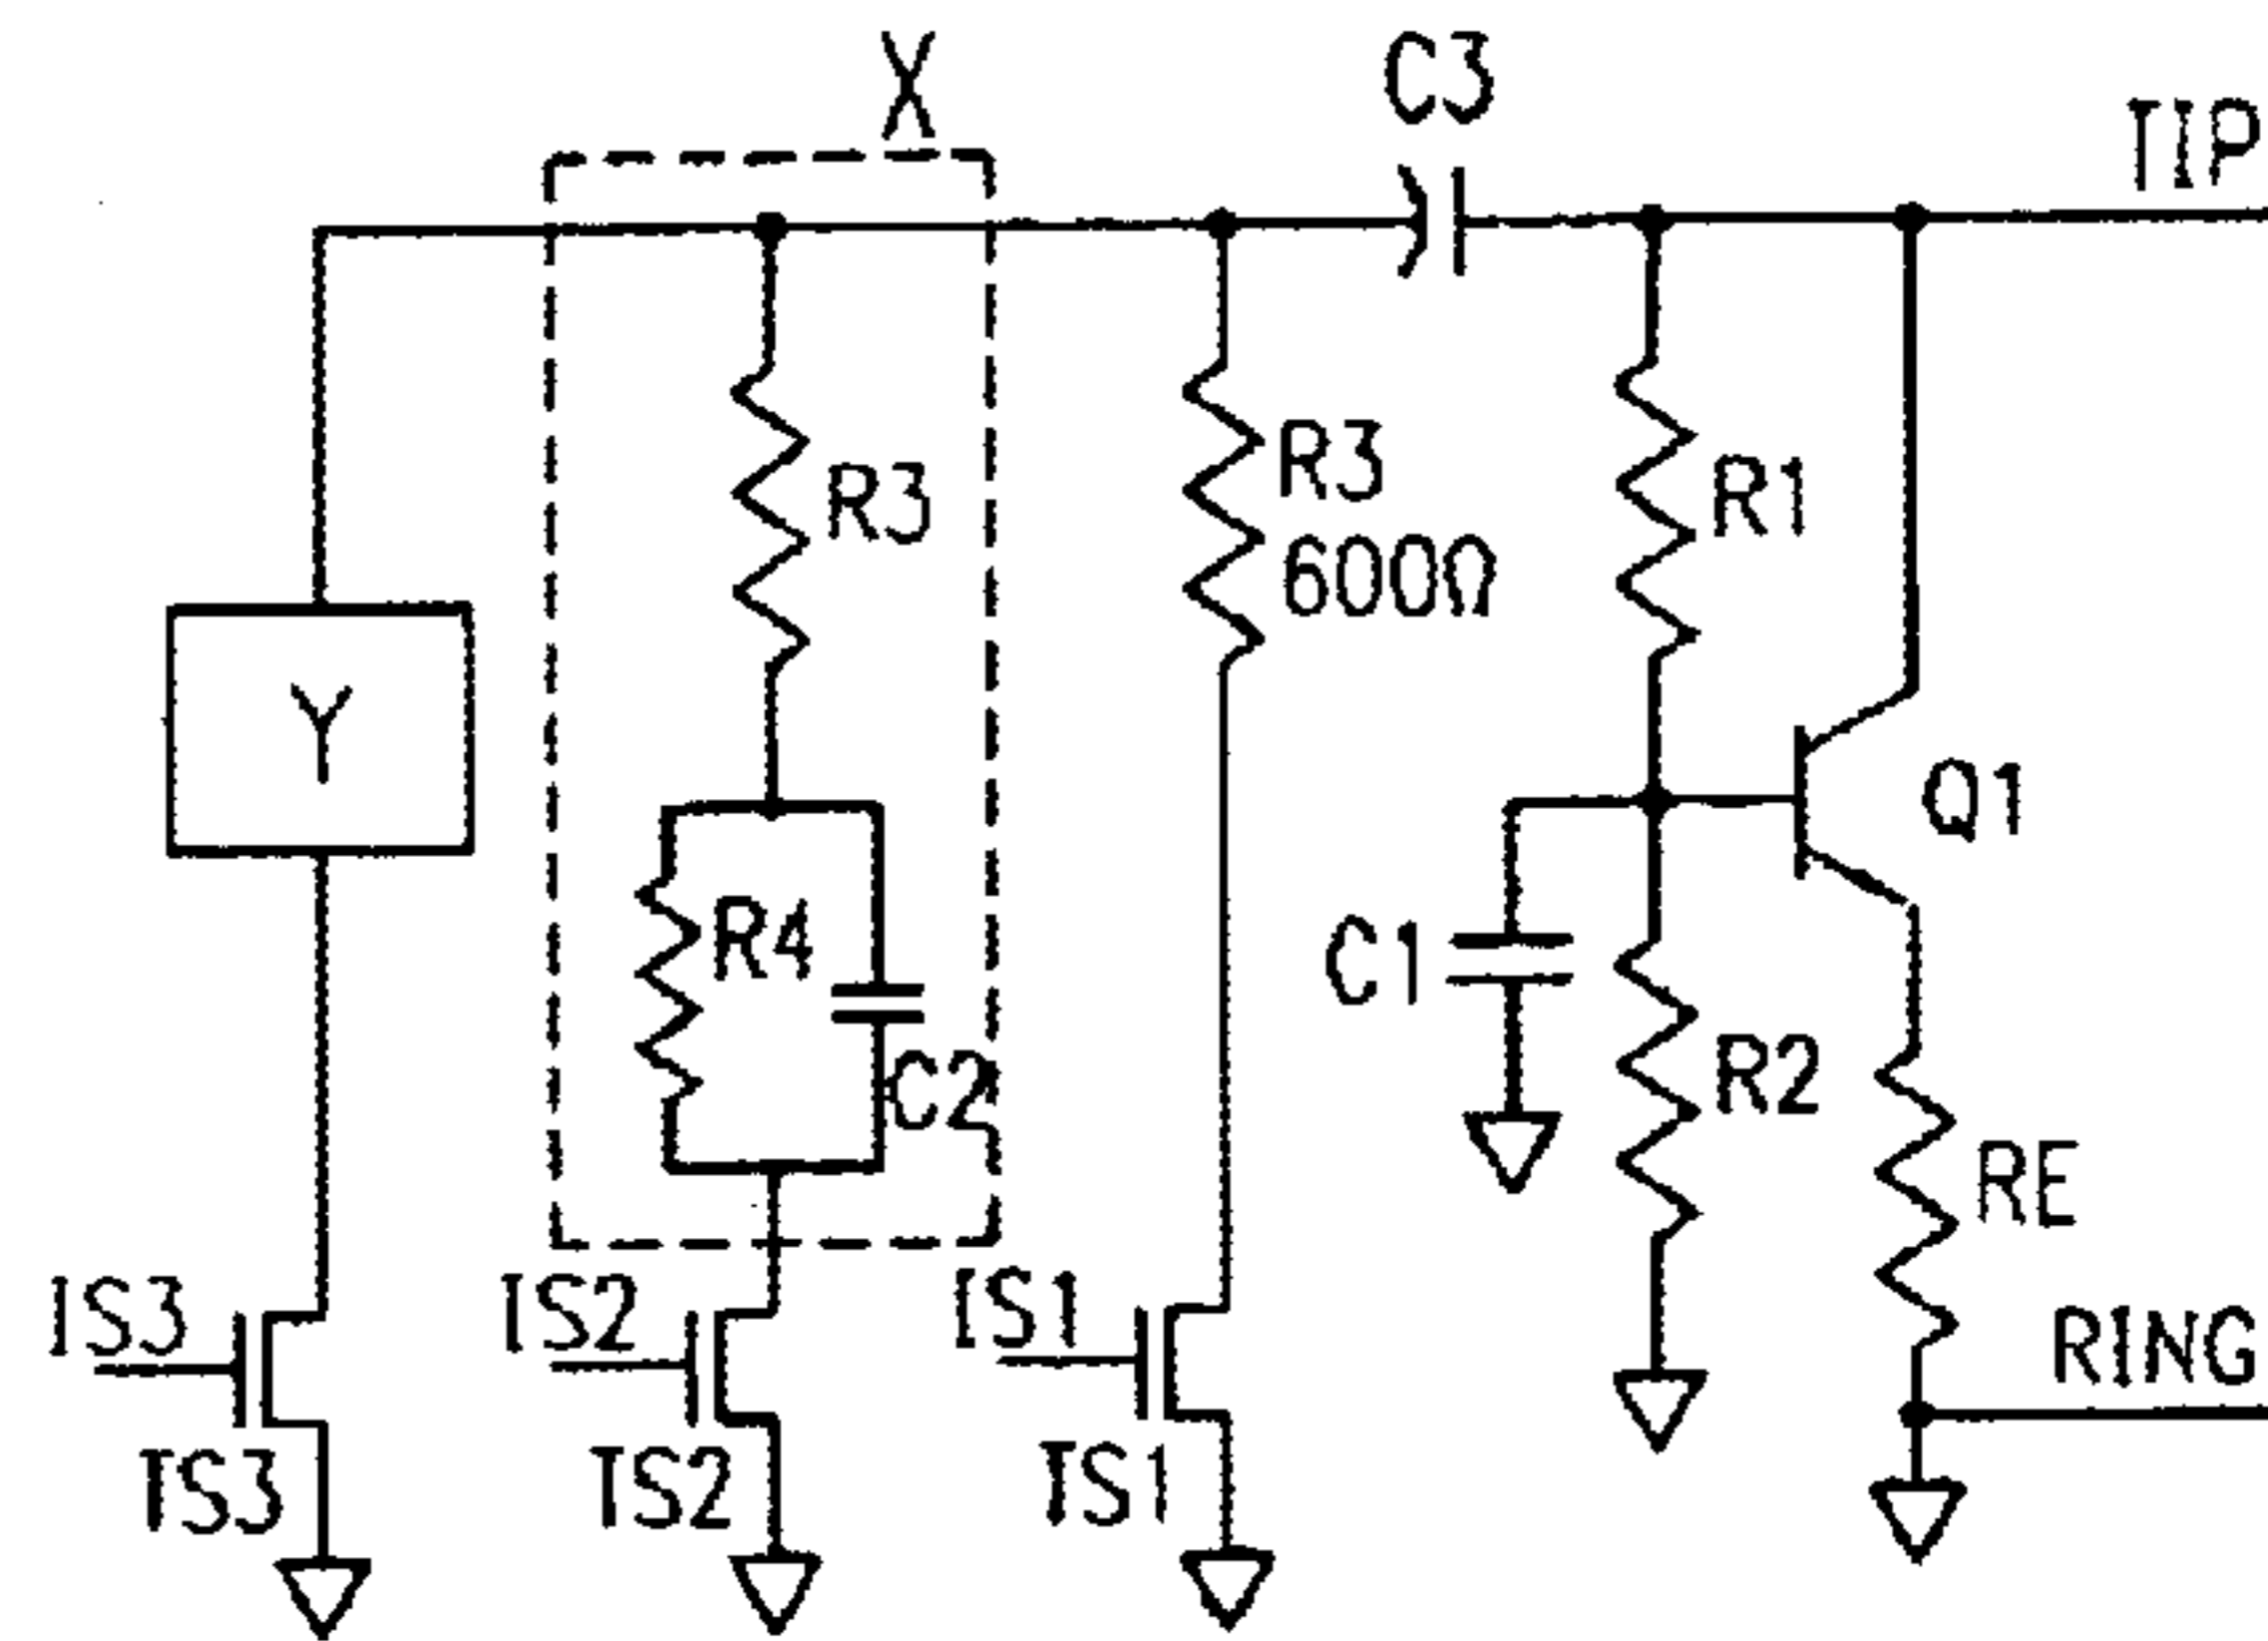 X
C3
TIP
R3
R3
600Ω
R1
Y
Q1
R4
C1
C2
R2
RE
IS3
IS2
IS1
RING
TS3
TS2
TS1